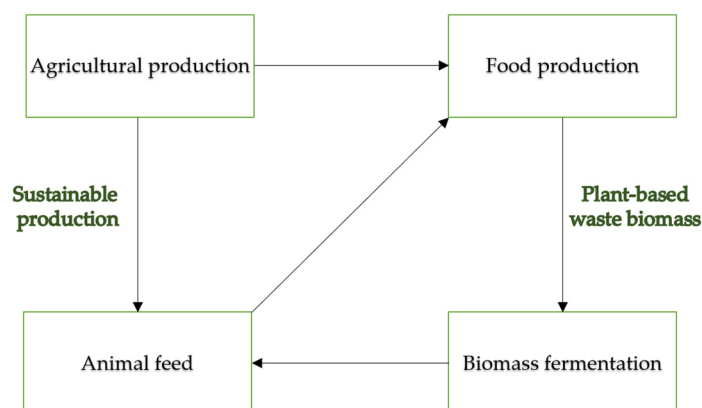 Agricultural production
Food production
Sustainable
production
Plant-based
waste biomass
Animal feed
Biomass fermentation